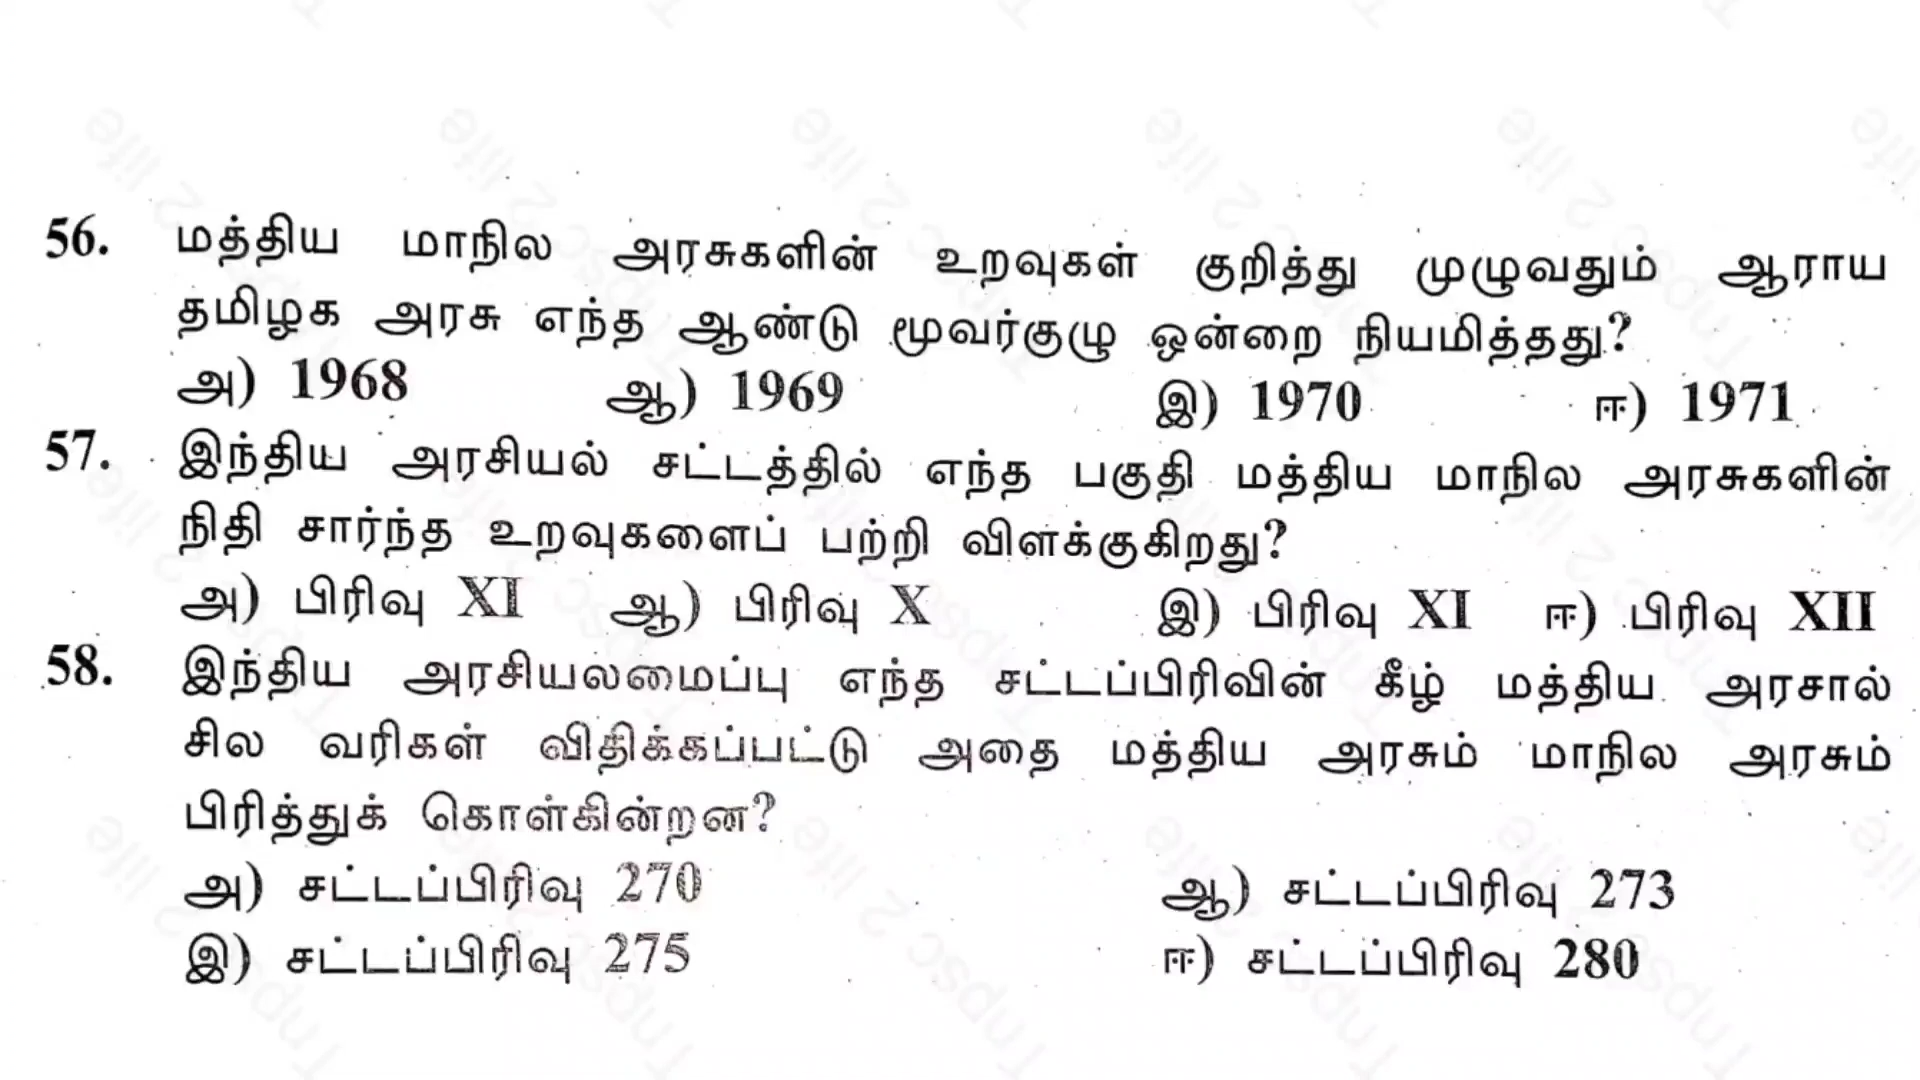 56. மத்திய மாநில அரசுகளின் உறவுகள் குறித்து முழுவதும் ஆராய
தமிழக அரசு எந்த ஆண்டு மூவர்குழு ஒன்றை நியமித்தது?
அ) 1968 ஆ) 1969 இ) 1970 ஈ) 1971
57. இந்திய அரசியல் சட்டத்தில் எந்த பகுதி மத்திய மாநில அரசுகளின்
நிதி சார்ந்த உறவுகளைப் பற்றி விளக்குகிறது?
அ) பிரிவு XI ஆ) பிரிவு X இ) பிரிவு XI ஈ) பிரிவு XII
58. இந்திய அரசியலமைப்பு எந்த சட்டப்பிரிவின் கீழ் மத்திய அரசால்
சில வரிகள் விதிக்கப்பட்டு அதை மத்திய அரசும் மாநில அரசும்
பிரித்துக் கொள்கின்றன?
அ) சட்டப்பிரிவு 270 ஆ) சட்டப்பிரிவு 273
இ) சட்டப்பிரிவு 275 ஈ) சட்டப்பிரிவு 280